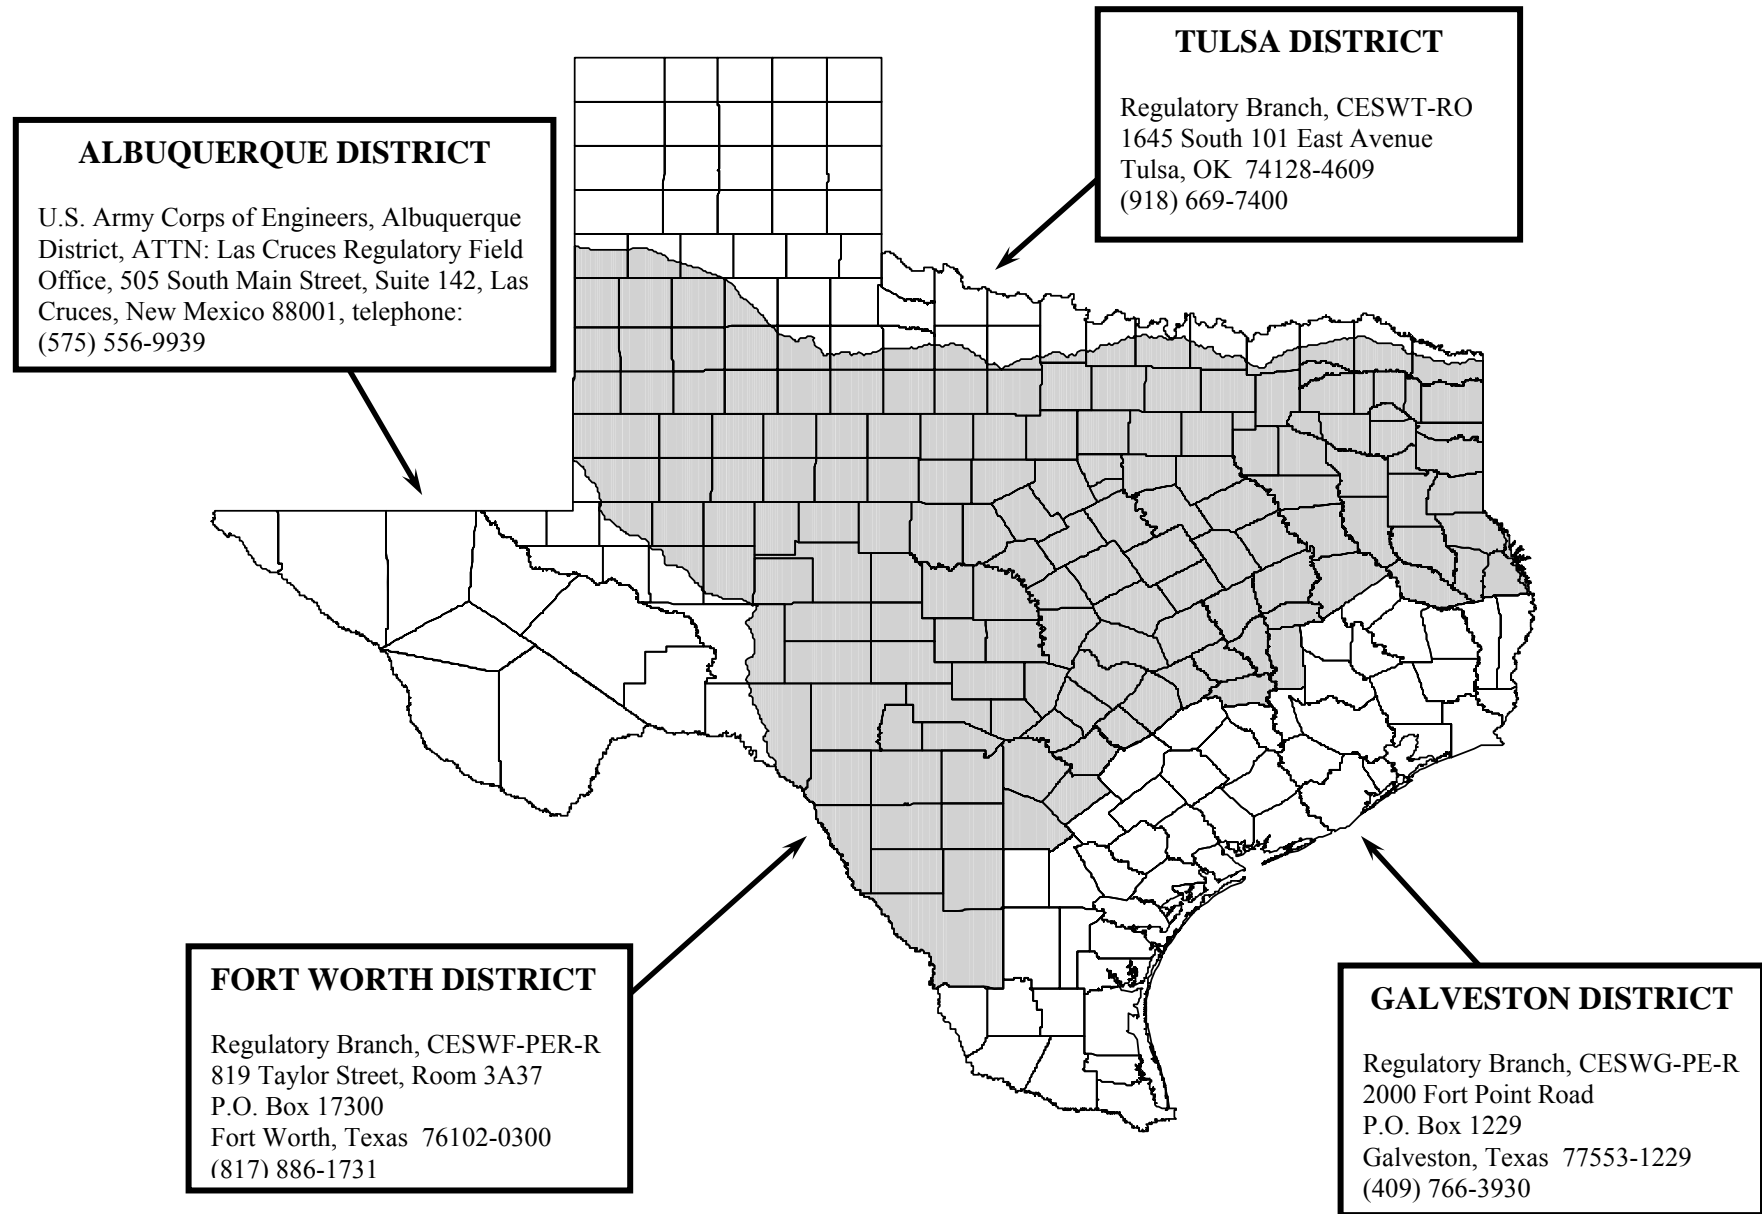 TULSA DISTRICT
Regulatory Branch, CESWT-RO
1645 South 101 East Avenue
Tulsa, OK  74128-4609
(918) 669-7400
ALBUQUERQUE DISTRICT
U.S. Army Corps of Engineers, Albuquerque
District, ATTN: Las Cruces Regulatory Field
Office, 505 South Main Street, Suite 142, Las
Cruces, New Mexico 88001, telephone:
(575) 556-9939
FORT WORTH DISTRICT
Regulatory Branch, CESWF-PER-R
819 Taylor Street, Room 3A37
P.O. Box 17300
Fort Worth, Texas  76102-0300
(817) 886-1731
GALVESTON DISTRICT
Regulatory Branch, CESWG-PE-R
2000 Fort Point Road
P.O. Box 1229
Galveston, Texas  77553-1229
(409) 766-3930